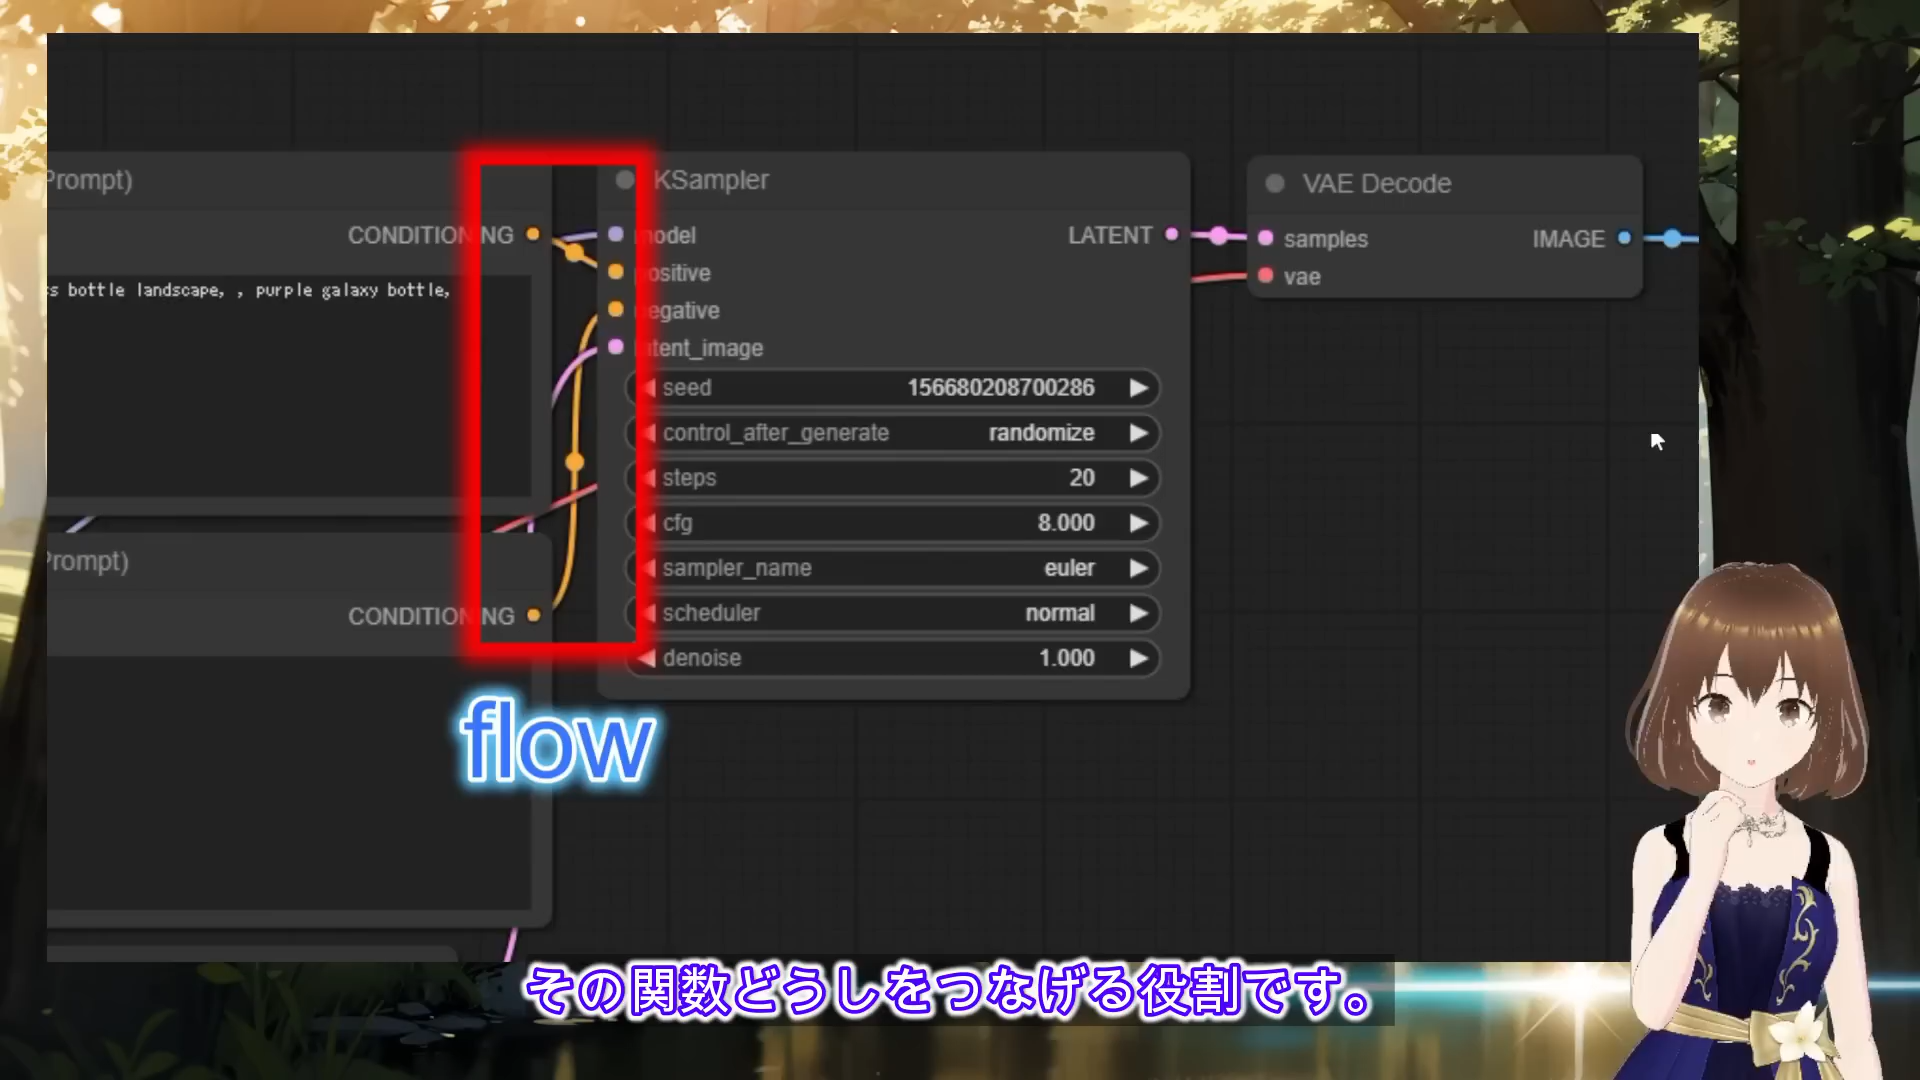 Prompt)
CONDITIONING
s bottle landscape, , purple galaxy bottle,
Prompt)
CONDITIONING
KSampler
model
LATENT
positive
negative
latent_image
seed 156680208700286
control_after_generate randomize
steps 20
cfg 8.000
sampler_name euler
scheduler normal
denoise 1.000
VAE Decode
samples
IMAGE
vae
flow
その関数どうしをつなげる役割です。